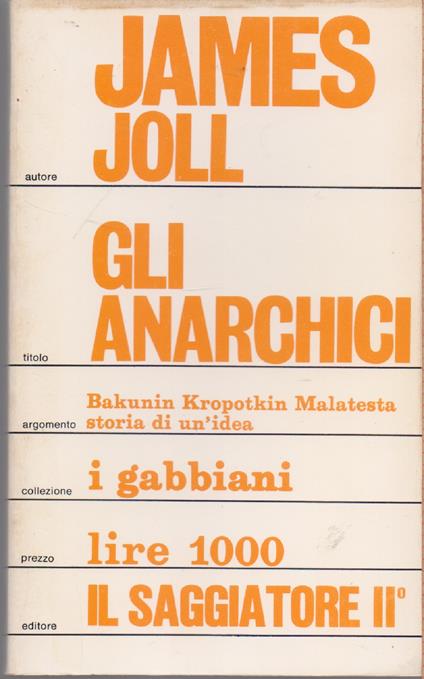 JAMES
autore JOLL
GLI
titolo ANARCHICI
Bakunin Kropotkin Malatesta
argomento storia di un'idea
collezione i gabbiani
prezzo lire 1000
editore IL SAGGIATORE IIº